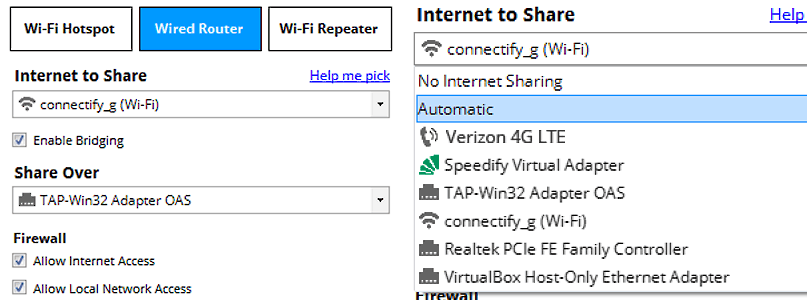 Wi-Fi Hotspot
Wired Router
Wi-Fi Repeater
Internet to Share
Help me pick
connectify_g (Wi-Fi)
Enable Bridging
Share Over
TAP-Win32 Adapter OAS
Firewall
Allow Internet Access
Allow Local Network Access
Internet to Share
Help
connectify_g (Wi-Fi)
No Internet Sharing
Automatic
Verizon 4G LTE
Speedify Virtual Adapter
TAP-Win32 Adapter OAS
connectify_g (Wi-Fi)
Realtek PCIe FE Family Controller
VirtualBox Host-Only Ethernet Adapter
Firewall